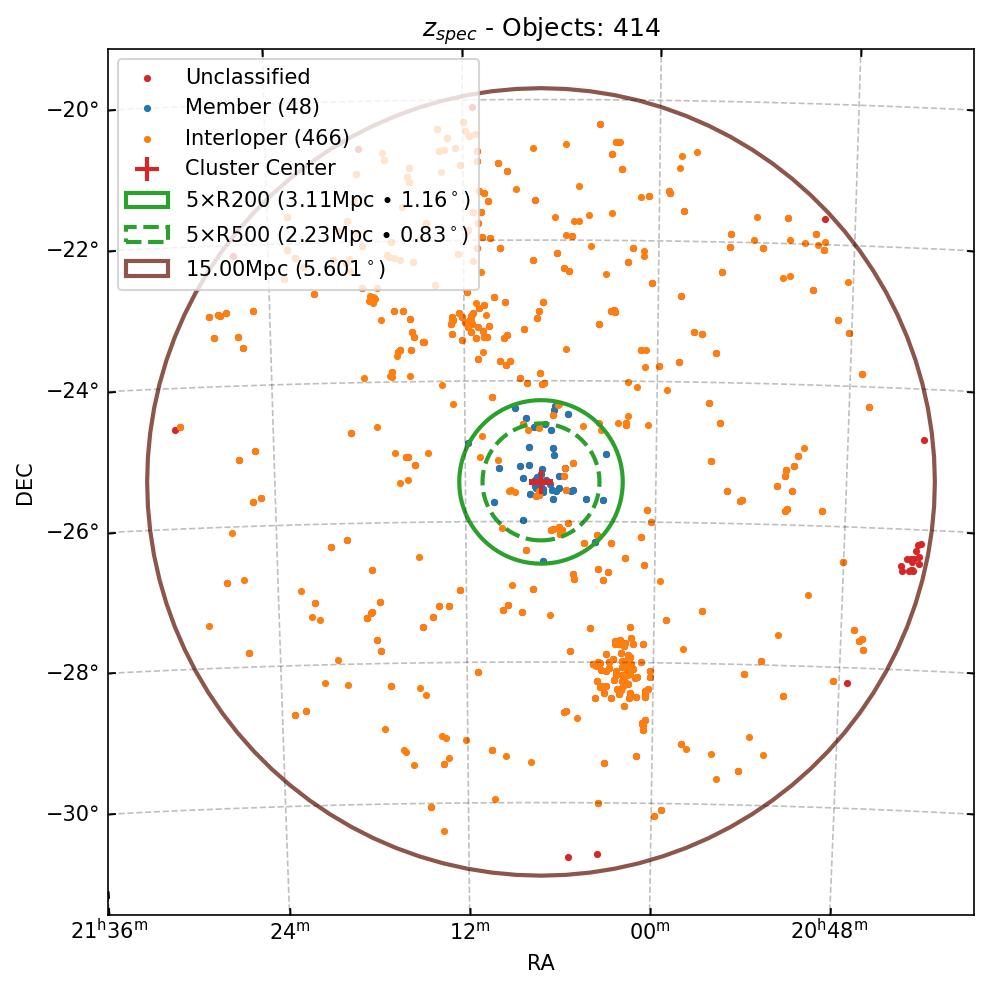 z_spec - Objects: 414
Unclassified
Member (48)
Interloper (466)
Cluster Center
5×R200 (3.11Mpc • 1.16°)
5×R500 (2.23Mpc • 0.83°)
15.00Mpc (5.601°)
−20°
−22°
−24°
−26°
−28°
−30°
DEC
21h36m 24m 12m 00m 20h48m
RA